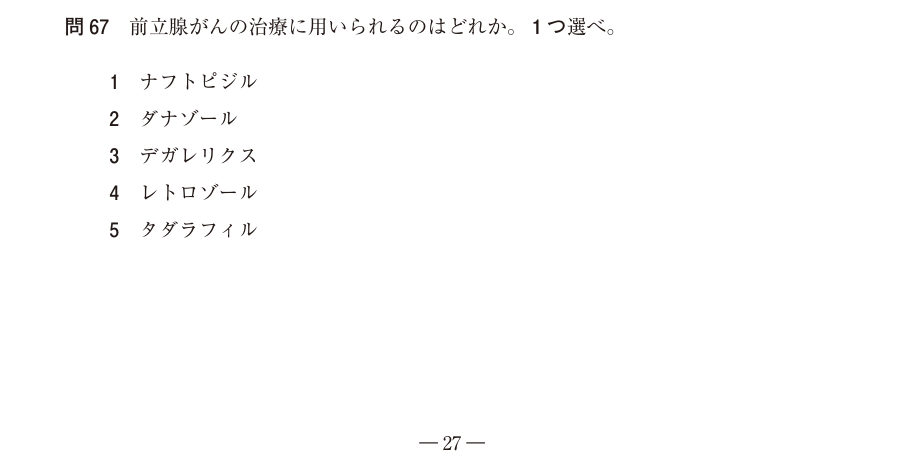 問 67 前立腺がんの治療に用いられるのはどれか。1つ選べ。
1 ナフトピジル
2 ダナゾール
3 デガレリクス
4 レトロゾール
5 タダラフィル
― 27 ―